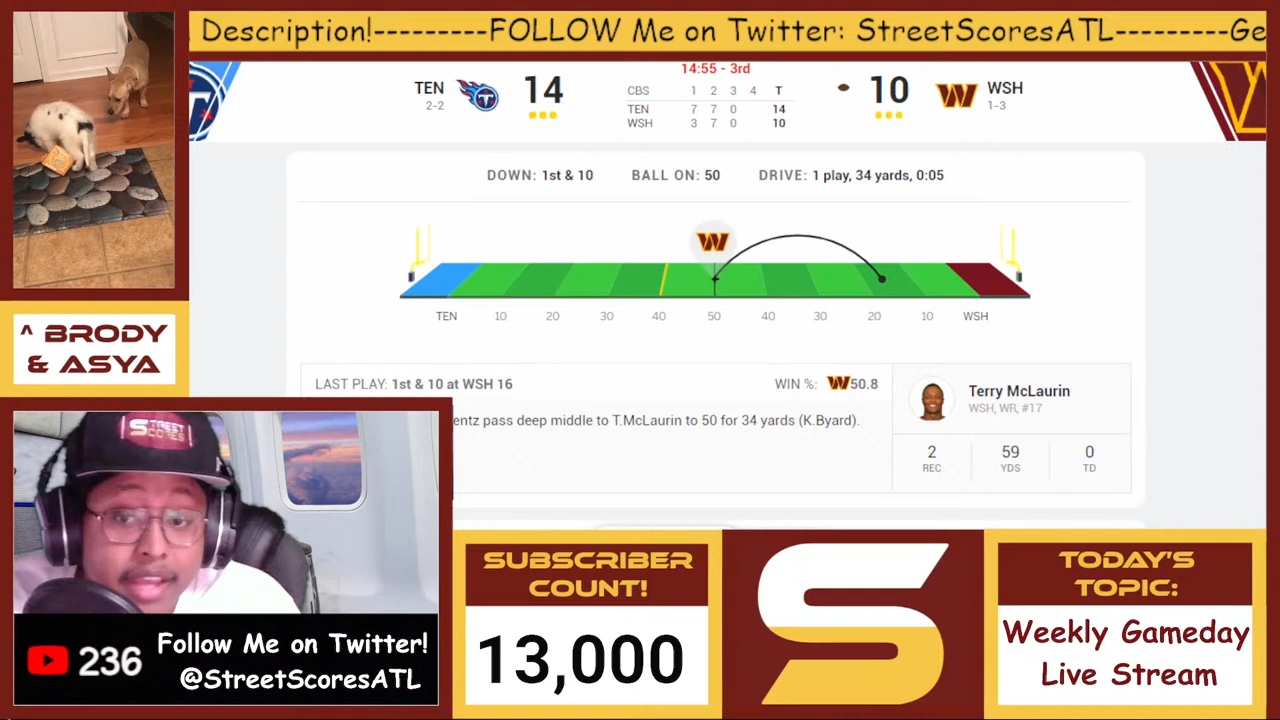 Description!---------FOLLOW Me on Twitter: StreetScoresATL---------Ge
14:55 - 3rd
TEN
2-2
14
CBS 1 2 3 4 T
TEN 7 7 0 14
WSH 3 7 0 10
10
WSH
1-3
DOWN: 1st & 10 BALL ON: 50 DRIVE: 1 play, 34 yards, 0:05
W
TEN 10 20 30 40 50 40 30 20 10 WSH
LAST PLAY: 1st & 10 at WSH 16 WIN %: W50.8
entz pass deep middle to T.McLaurin to 50 for 34 yards (K.Byard).
Terry McLaurin
WSH, WR, #17
2 59 0
REC YDS TD
^ BRODY
& ASYA
STREET
SCORES
236
Follow Me on Twitter!
@StreetScoresATL
SUBSCRIBER
COUNT!
13,000
S
TODAY'S
TOPIC:
Weekly Gameday
Live Stream